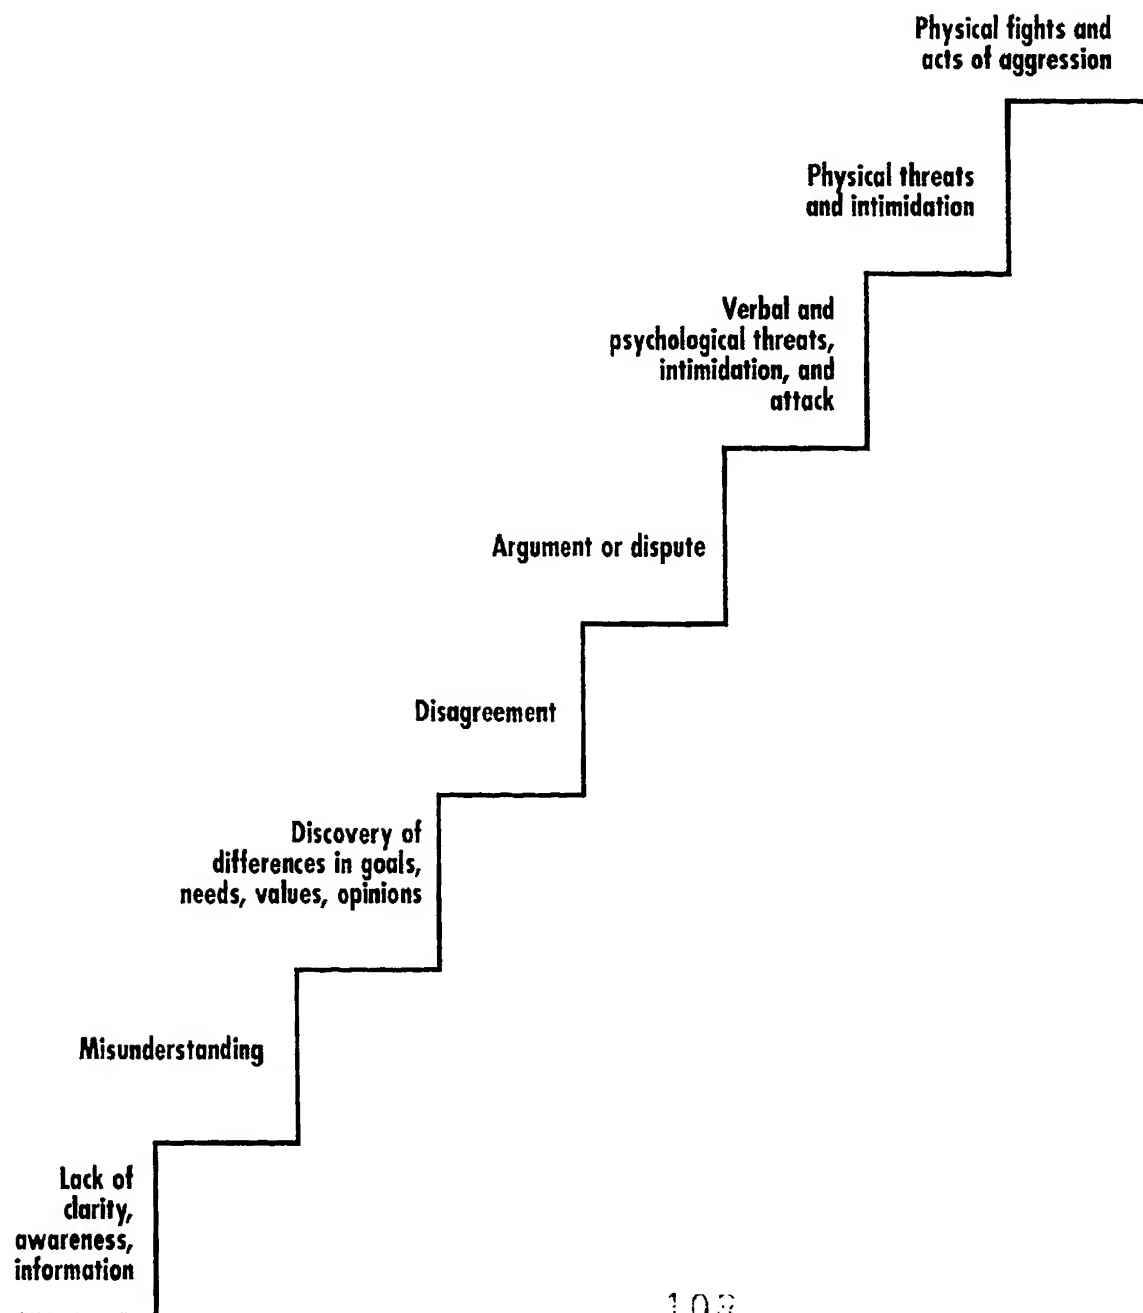 Physical fights and
acts of aggression
Physical threats
and intimidation
Verbal and
psychological threats,
intimidation, and
attack
Argument or dispute
Disagreement
Discovery of
differences in goals,
needs, values, opinions
Misunderstanding
Lack of
clarity,
awareness,
information